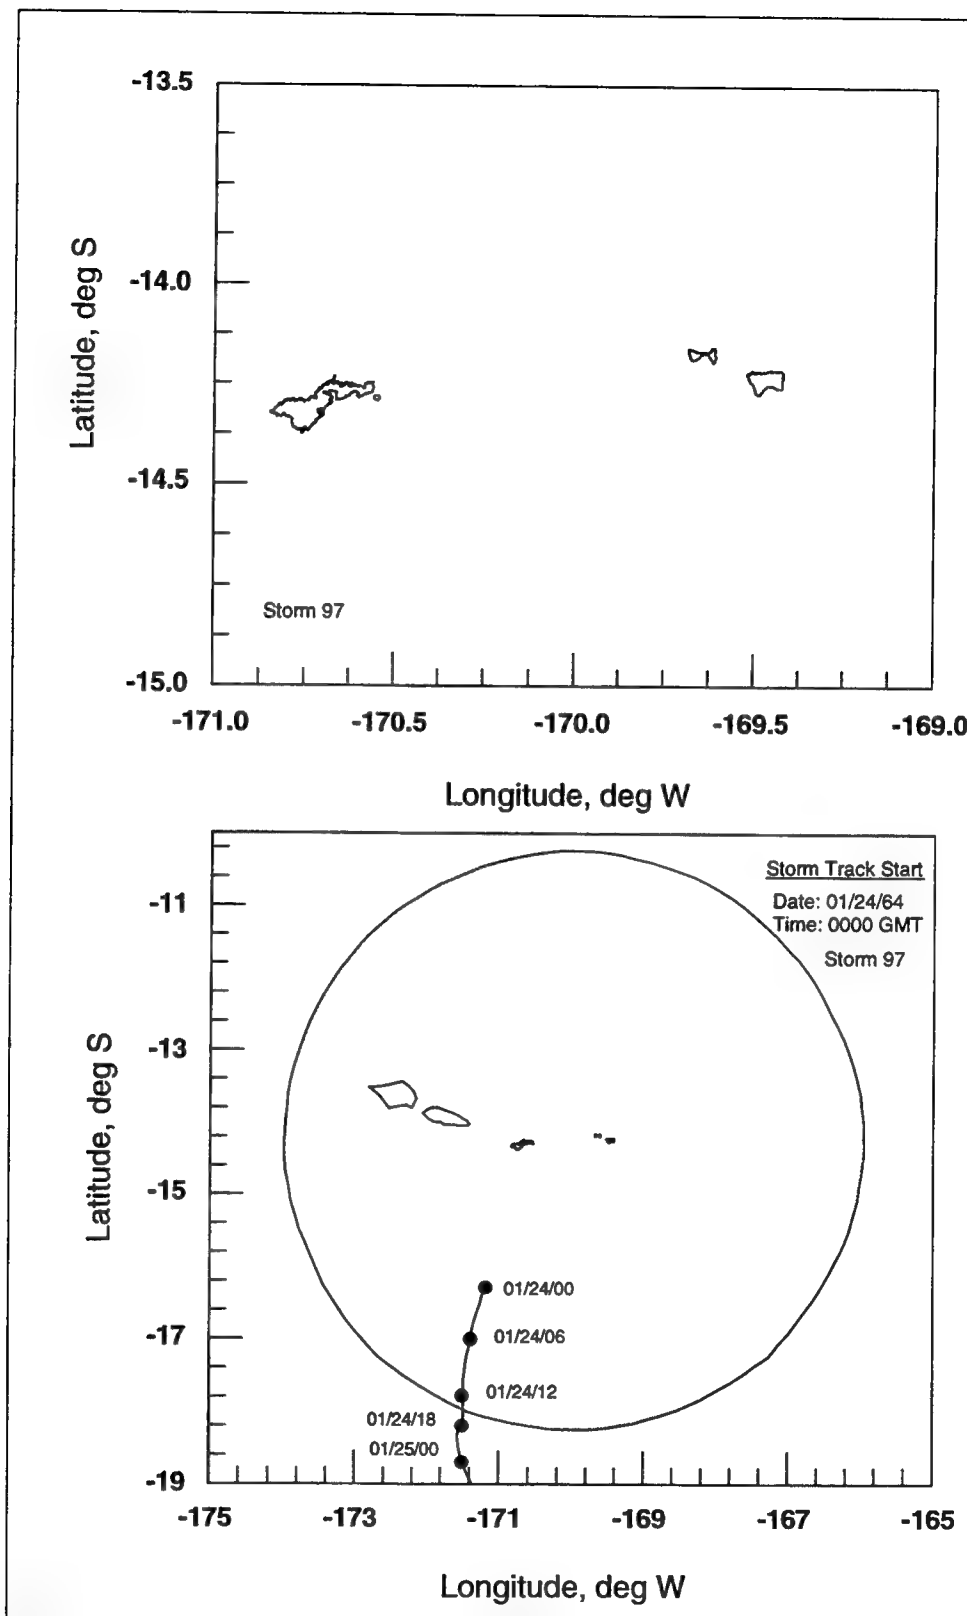 -13.5
-14.0
-14.5
-15.0
Latitude, deg S
Storm 97
-171.0
-170.5
-170.0
-169.5
-169.0
Longitude, deg W
Storm Track Start
Date: 01/24/64
Time: 0000 GMT
Storm 97
-11
-13
-15
-17
-19
Latitude, deg S
01/24/00
01/24/06
01/24/12
01/24/18
01/25/00
-175
-173
-171
-169
-167
-165
Longitude, deg W